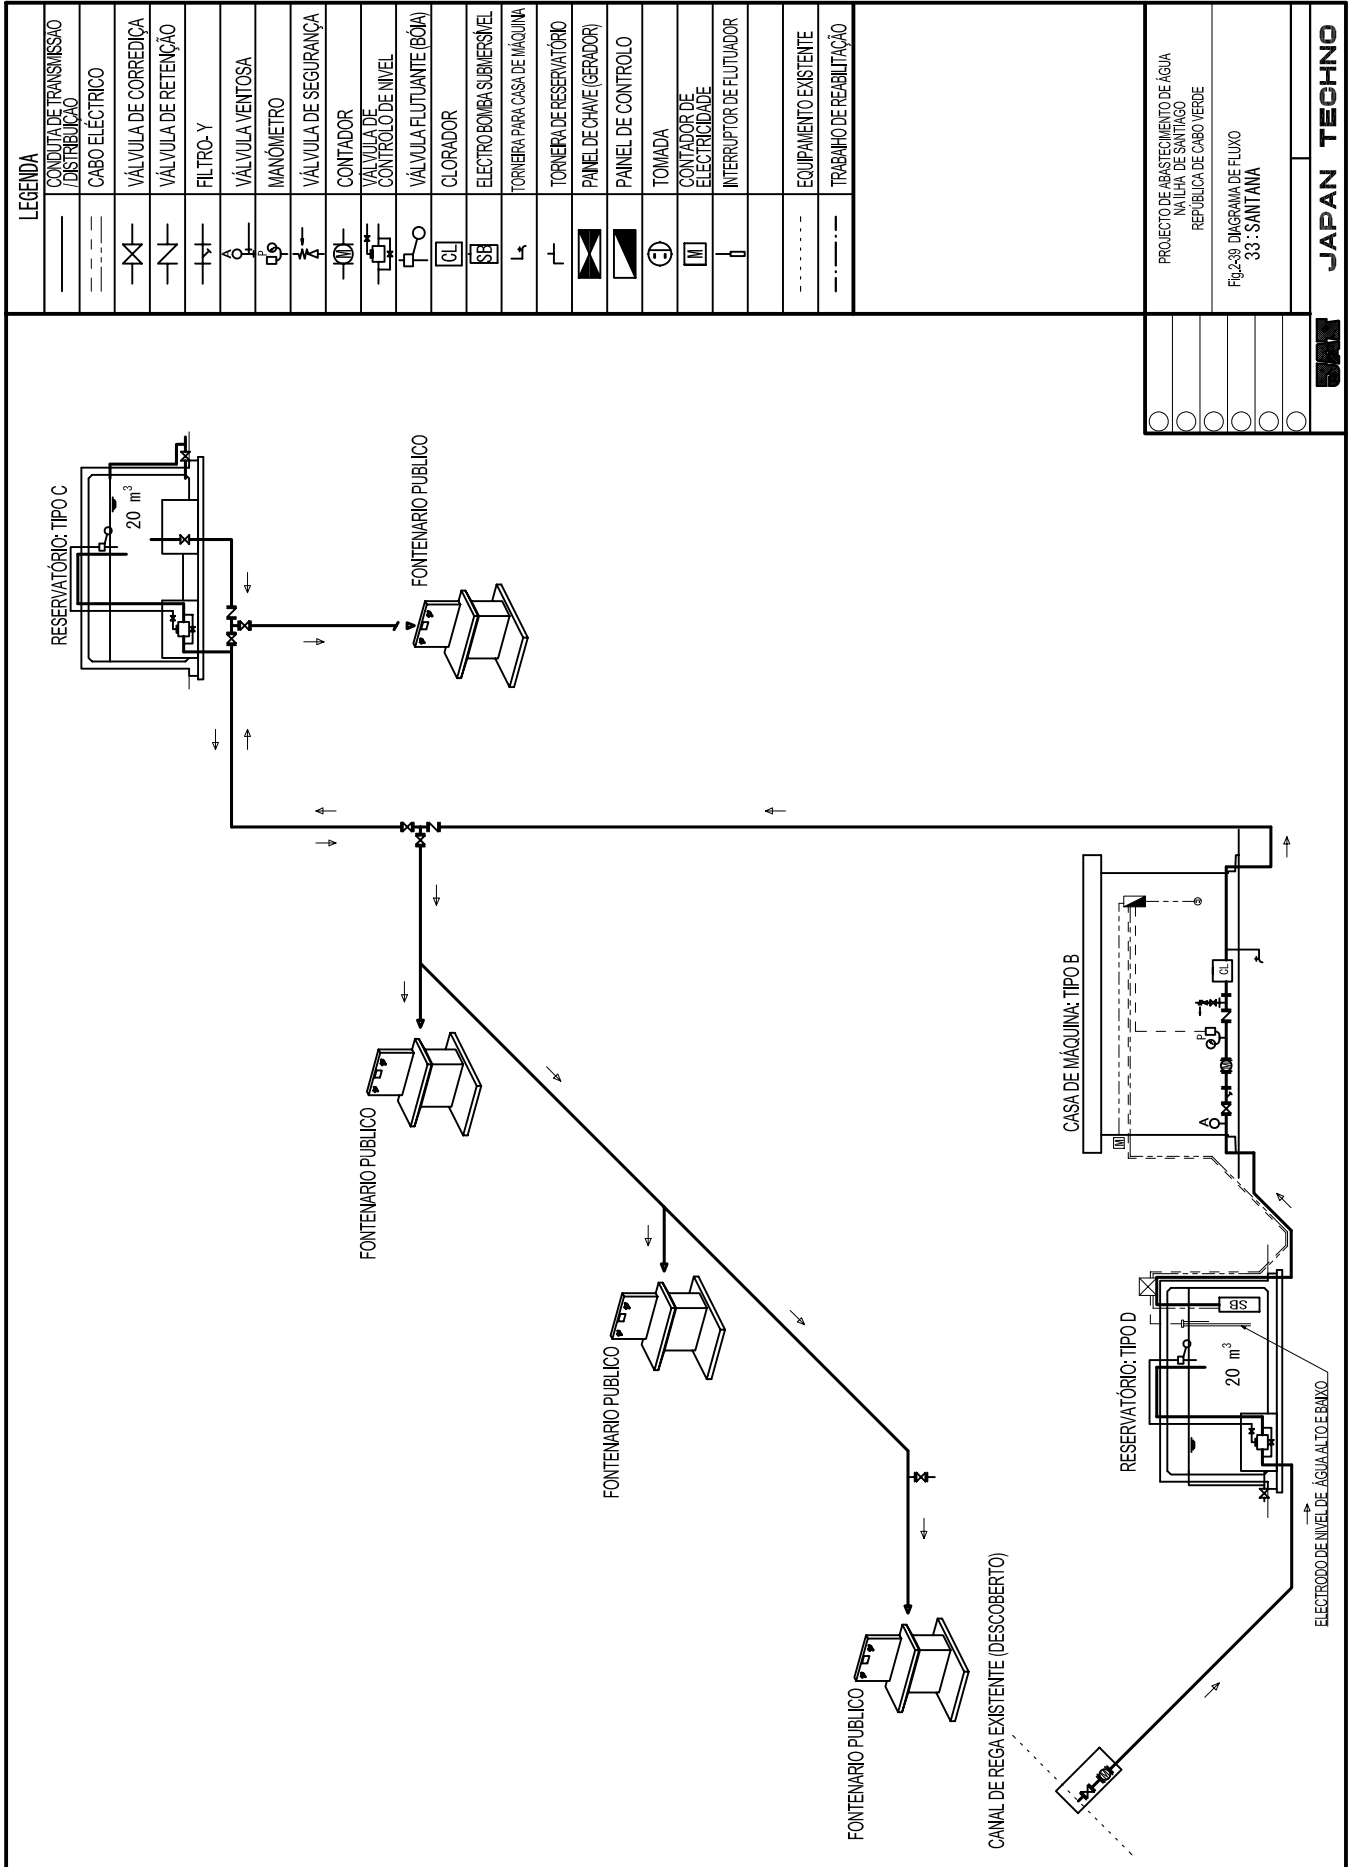 LEGENDA
CONDUTA DE TRANSMISSAO
/DISTRIBUIÇÃO
CABO ELÉCTRICO
VÁLVULA DE CORREDIÇA
VÁLVULA DE RETENÇÃO
FILTRO-Y
A
VÁLVULA VENTOSA
P
MANÓMETRO
VÁLVULA DE SEGURANÇA
M
CONTADOR
VÁLVULA DE
CONTROLO DE NIVEL
VÁLVULA FLUTUANTE (BÓIA)
CL
CLORADOR
SB
ELECTRO BOMBA SUBMERSÍVEL
TORNEIRA PARA CASA DE MÁQUINA
TORNEIRA DE RESERVATÓRIO
PAINEL DE CHAVE (GERADOR)
PAINEL DE CONTROLO
TOMADA
M
CONTADOR DE
ELECTRICIDADE
INTERRUPTOR DE FLUTUADOR
EQUIPAMENTO EXISTENTE
TRABAlHO DE REABILITAÇÃO
PROJECTO DE ABASTECIMENTO DE ÁGUA
NA ILHA DE SANTIAGO
REPÚBLICA DE CABO VERDE
Fig.2-39 DIAGRAMA DE FLUXO
33 : SANTANA
JAPAN TECHNO
RESERVATÓRIO: TIPO C
20 m³
FONTENARIO PUBLICO
FONTENARIO PUBLICO
FONTENARIO PUBLICO
FONTENARIO PUBLICO
CASA DE MÁQUINA: TIPO B
M
A
M
P
CL
RESERVATÓRIO: TIPO D
20 m³
SB
ELECTRODO DE NIVEL DE ÁGUA ALTO E BAIXO
CANAL DE REGA EXISTENTE (DESCOBERTO)
M